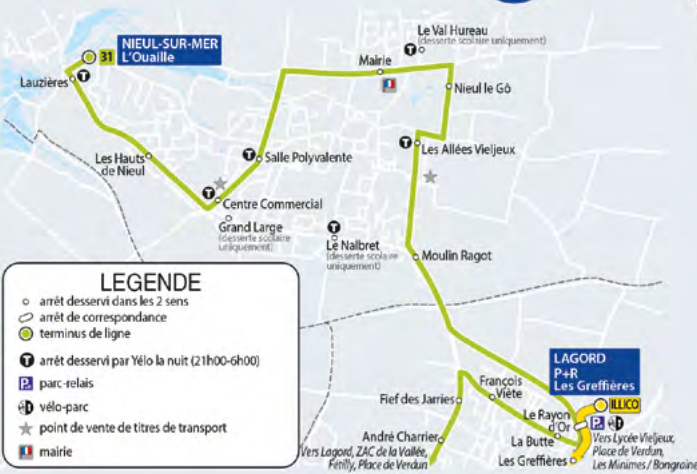 NIEUL-SUR-MER
L'Ouaille
31
Lauzières
T
Les Hauts
de Nieul
T
Salle Polyvalente
T
Centre Commercial
Grand Large
(desserte scolaire
uniquement)
Mairie
Le Val Hureau
T
(desserte scolaire uniquement)
Nieul le Gô
T
Les Allées Vieljeux
T
Le Nalbret
(desserte scolaire
uniquement)
Moulin Ragot
LEGENDE
arrêt desservi dans les 2 sens
arrêt de correspondance
terminus de ligne
T
arrêt desservi par Yélo la nuit (21h00-6h00)
P
parc-relais
vélo-parc
point de vente de titres de transport
mairie
LAGORD
P+R
Les Greffières
ILLICO
P
François
Viète
Fief des Jarries
Le Rayon
d'Or
La Butte
Les Greffières
André Charrier
Vers Lagord, ZAC de la Vallée,
Fétilly, Place de Verdun
Vers Lycée Vieljeux,
Place de Verdun,
Les Minimes / Bongraine